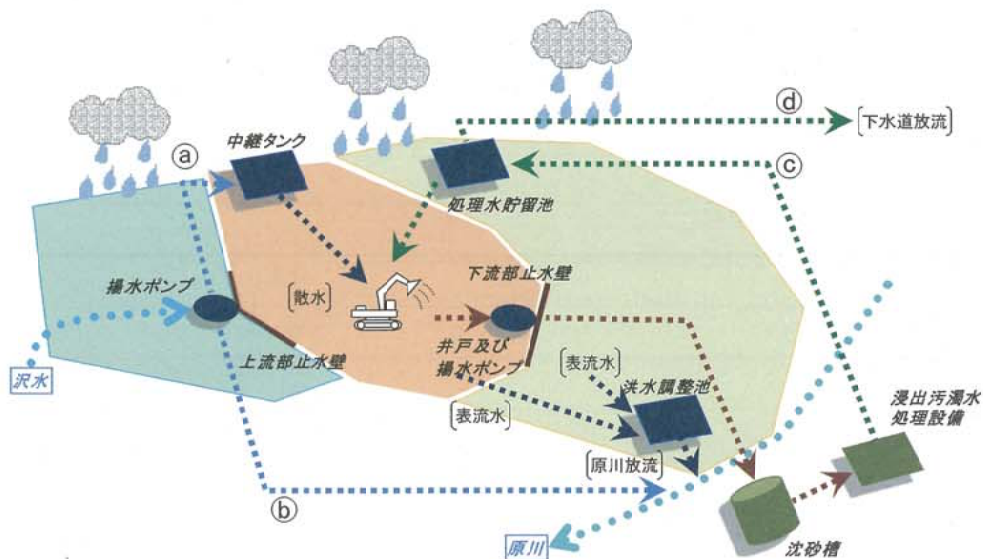 ⓓ
〔下水道放流〕
ⓐ
中継タンク
ⓒ
処理水貯留池
揚水ポンプ
〔散水〕
下流部止水壁
沢水
上流部止水壁
井戸及び
揚水ポンプ
〔表流水〕
洪水調整池
〔表流水〕
浸出汚濁水
処理設備
〔原川放流〕
ⓑ
原川
沈砂槽